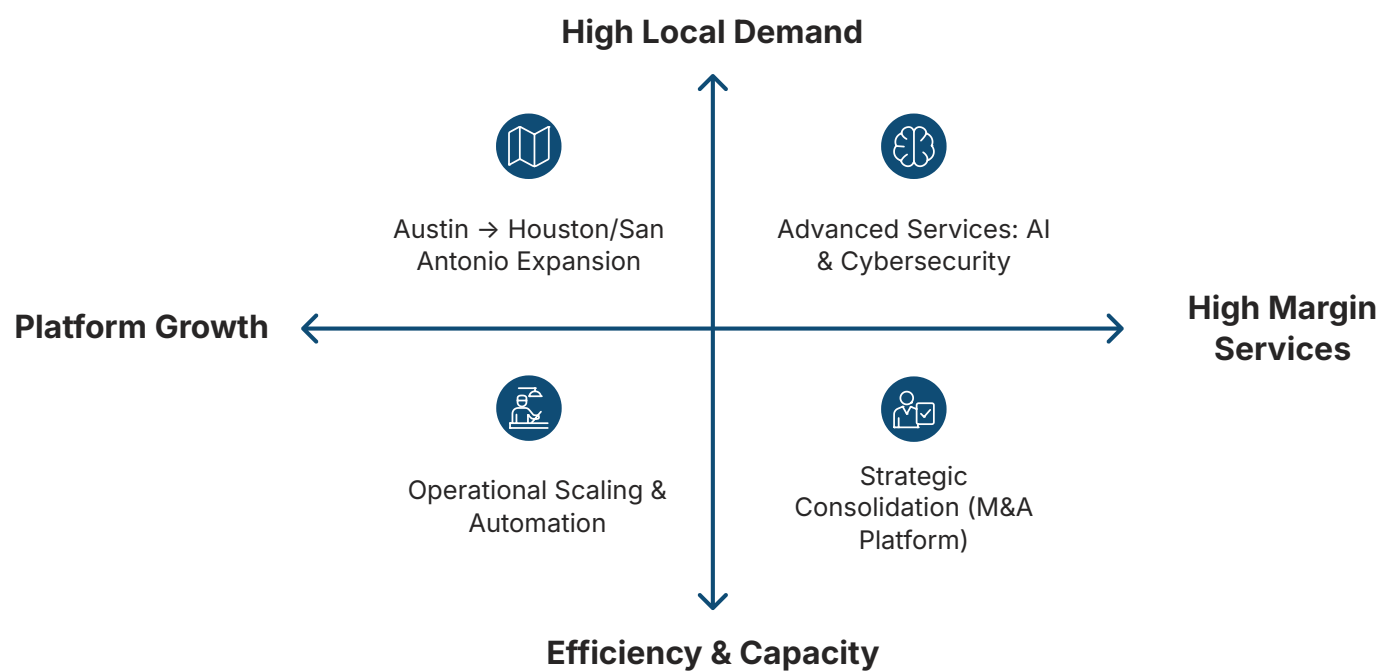 High Local Demand
Austin → Houston/San
Antonio Expansion
Advanced Services: AI
& Cybersecurity
Platform Growth
High Margin
Services
Operational Scaling &
Automation
Strategic
Consolidation (M&A
Platform)
Efficiency & Capacity